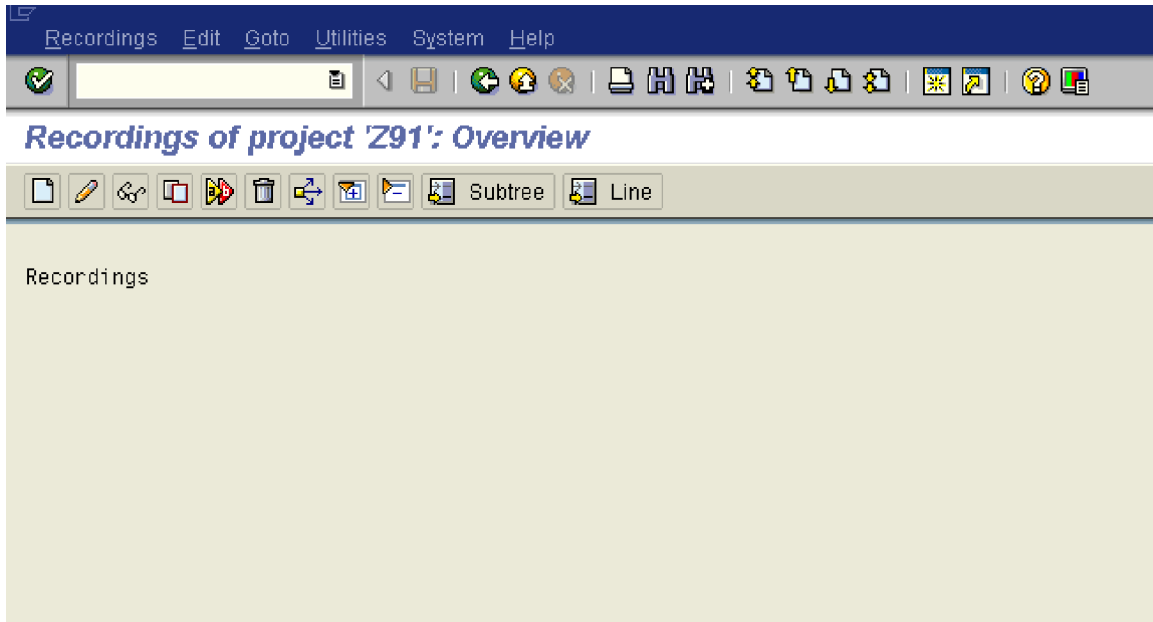 Recordings Edit Goto Utilities System Help
Recordings of project 'Z91': Overview
Subtree Line
Recordings